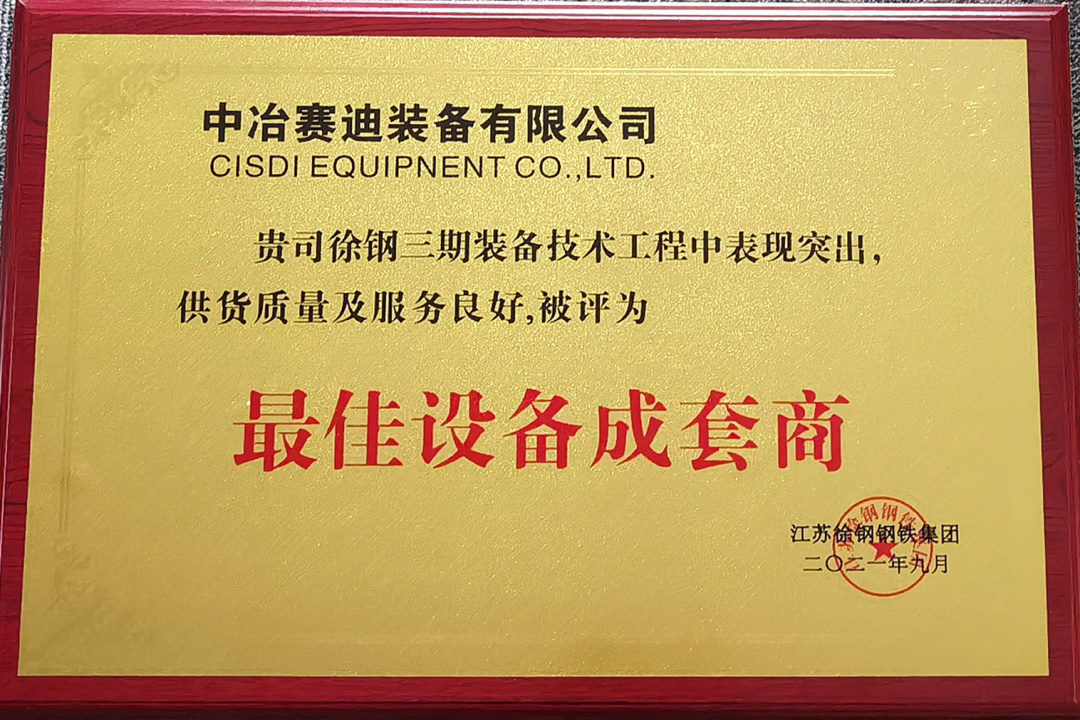 中冶赛迪装备有限公司
CISDI EQUIPNENT CO.,LTD.
贵司徐钢三期装备技术工程中表现突出，
供货质量及服务良好,被评为
最佳设备成套商
江苏徐钢钢铁集团
二〇二一年九月